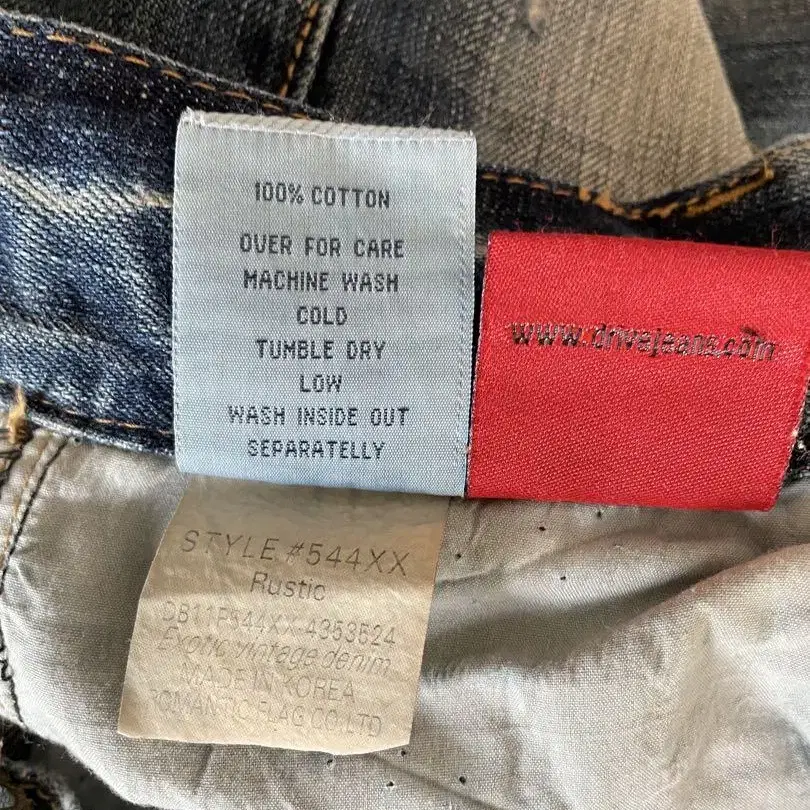 100% COTTON
OVER FOR CARE
MACHINE WASH
COLD
TUMBLE DRY
LOW
WASH INSIDE OUT
SEPARATELLY
www.drivejeans.com
STYLE #544XX
Rustic
DB11F544XX-4353524
Exotic vintage denim
MADE IN KOREA
ROMANTIC FLAG CO.LTD